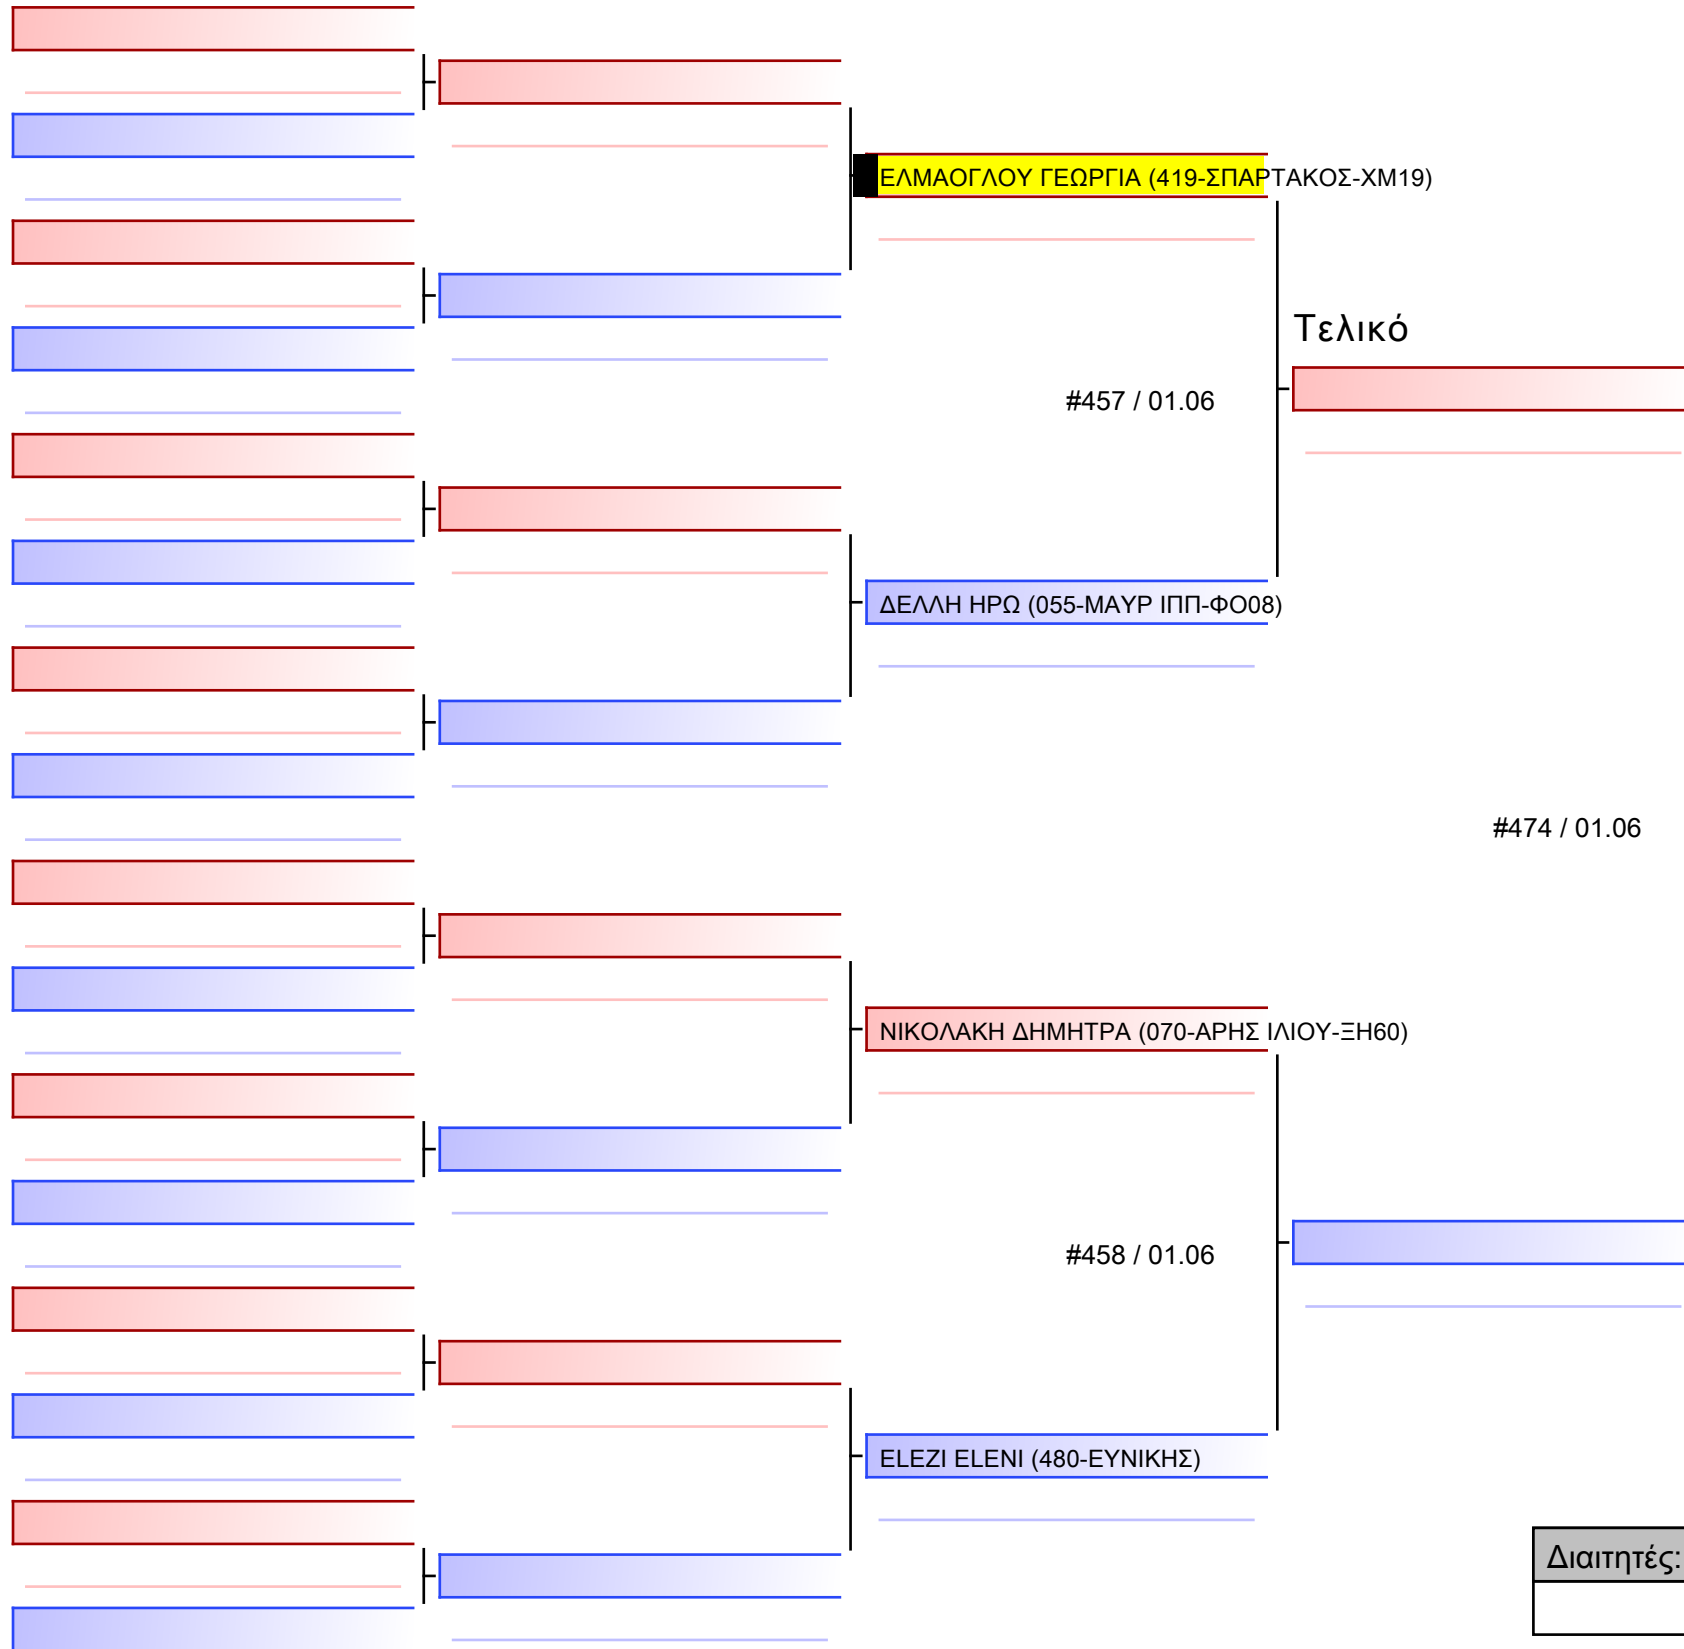 ΕΛΜΑΟΓΛΟΥ ΓΕΩΡΓΙΑ (419-ΣΠΑΡΤΑΚΟΣ-ΧΜ19)
Τελικό
#457 / 01.06
ΔΕΛΛΗ ΗΡΩ (055-ΜΑΥΡ ΙΠΠ-ΦΟ08)
#474 / 01.06
ΝΙΚΟΛΑΚΗ ΔΗΜΗΤΡΑ (070-ΑΡΗΣ ΙΛΙΟΥ-ΞΗ60)
#458 / 01.06
ELEZI ELENI (480-ΕΥΝΙΚΗΣ)
Διαιτητές: